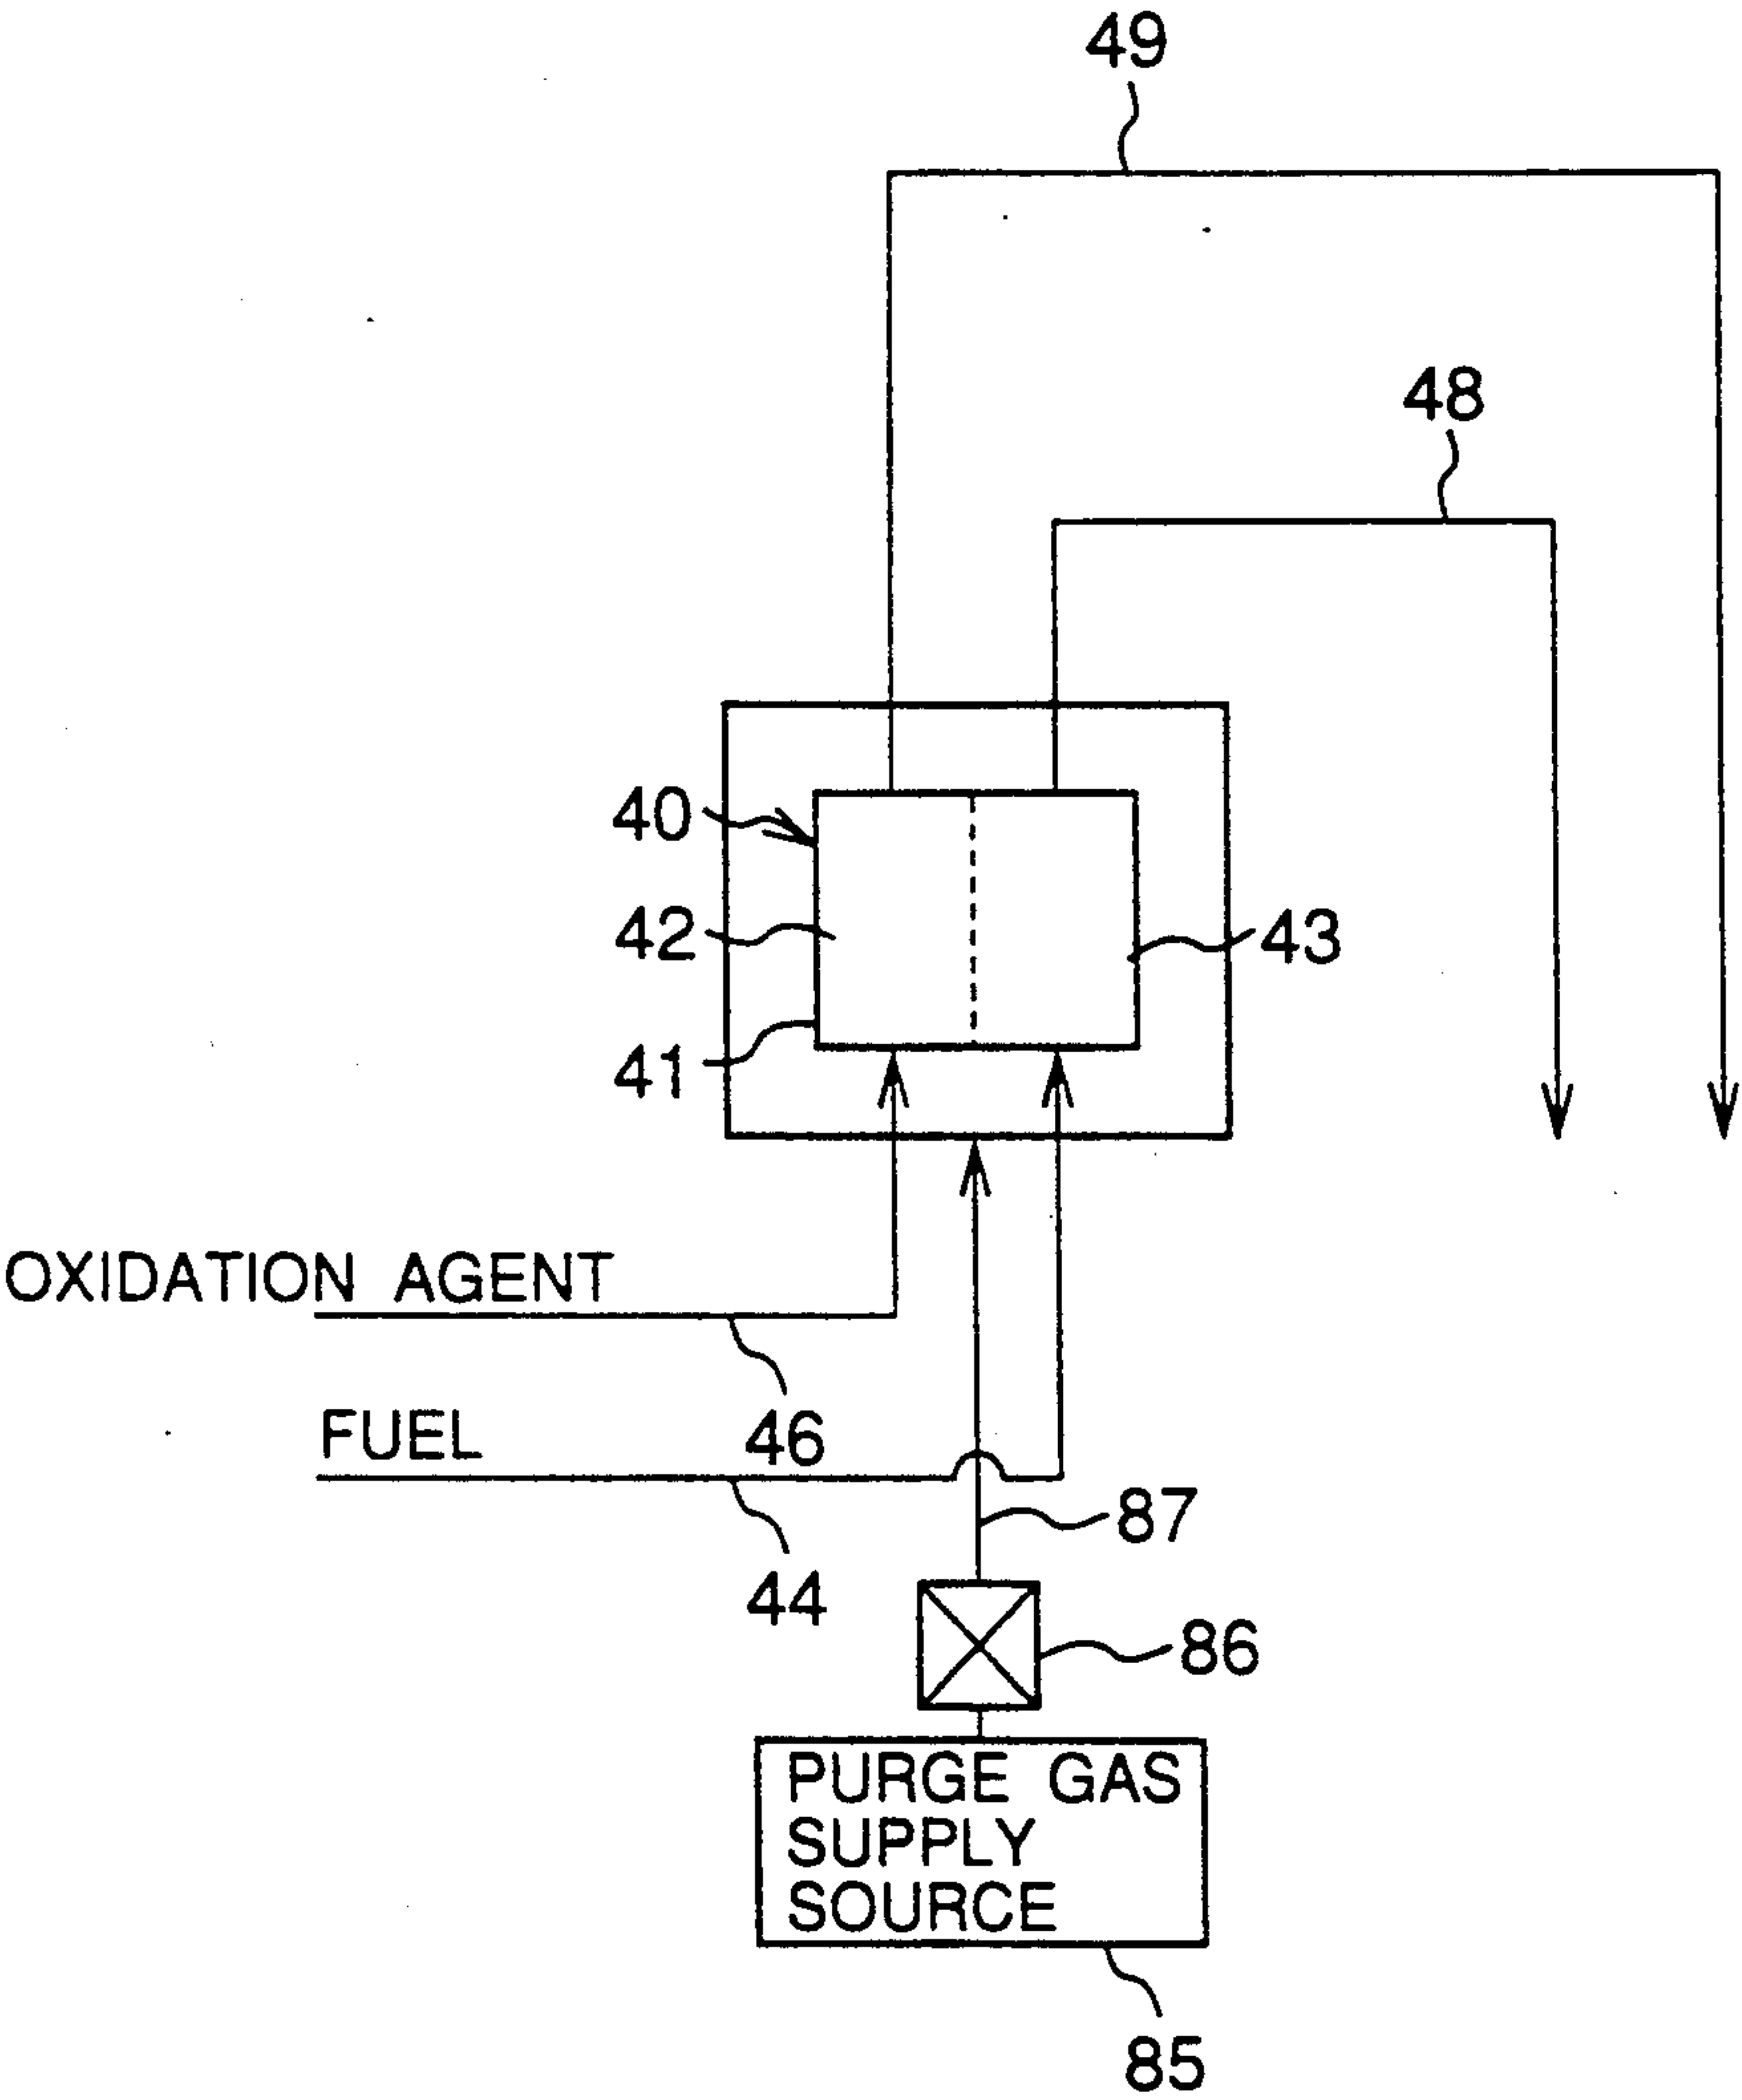 49
48
40
42
43
41
OXIDATION AGENT
46
FUEL
87
44
86
PURGE GAS
SUPPLY
SOURCE
85